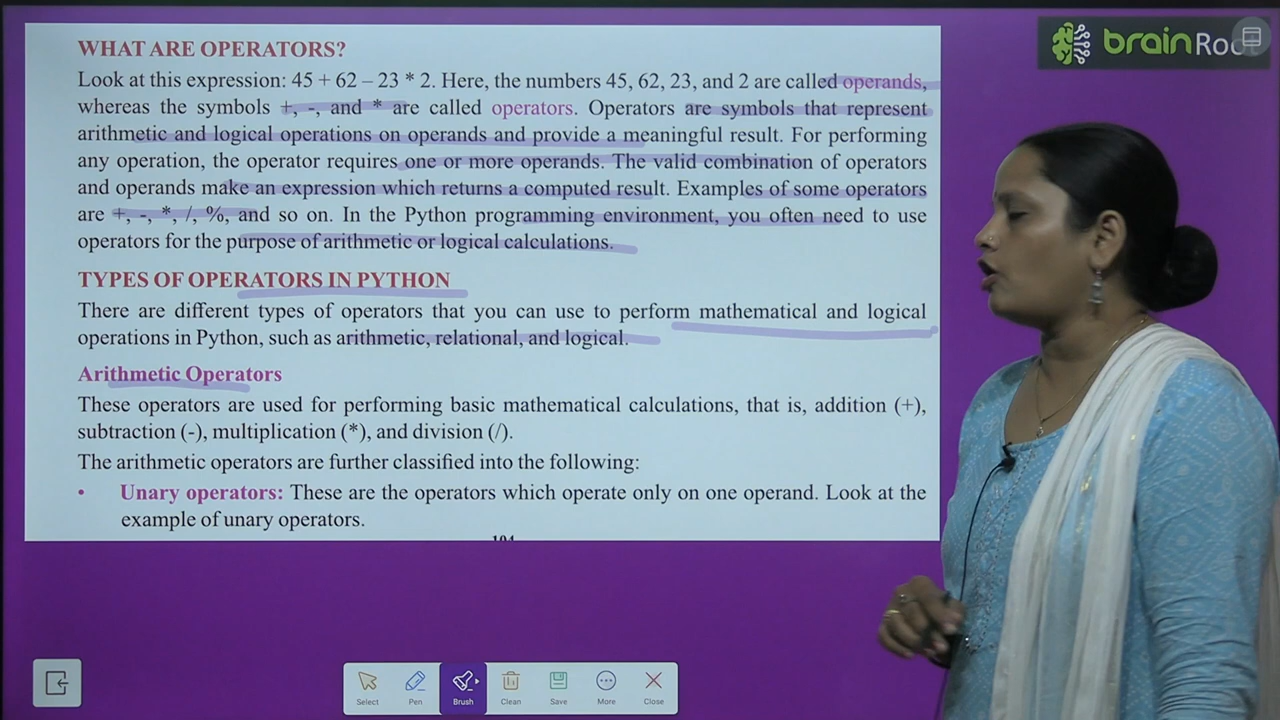 WHAT ARE OPERATORS?
Look at this expression: 45 + 62 – 23 * 2. Here, the numbers 45, 62, 23, and 2 are called operands,
whereas the symbols +, -, and * are called operators. Operators are symbols that represent
arithmetic and logical operations on operands and provide a meaningful result. For performing
any operation, the operator requires one or more operands. The valid combination of operators
and operands make an expression which returns a computed result. Examples of some operators
are +, -, *, /, %, and so on. In the Python programming environment, you often need to use
operators for the purpose of arithmetic or logical calculations.
TYPES OF OPERATORS IN PYTHON
There are different types of operators that you can use to perform mathematical and logical
operations in Python, such as arithmetic, relational, and logical.
Arithmetic Operators
These operators are used for performing basic mathematical calculations, that is, addition (+),
subtraction (-), multiplication (*), and division (/).
The arithmetic operators are further classified into the following:
• Unary operators: These are the operators which operate only on one operand. Look at the
example of unary operators.
104
brain
Select Pen Brush Clean Save More Close